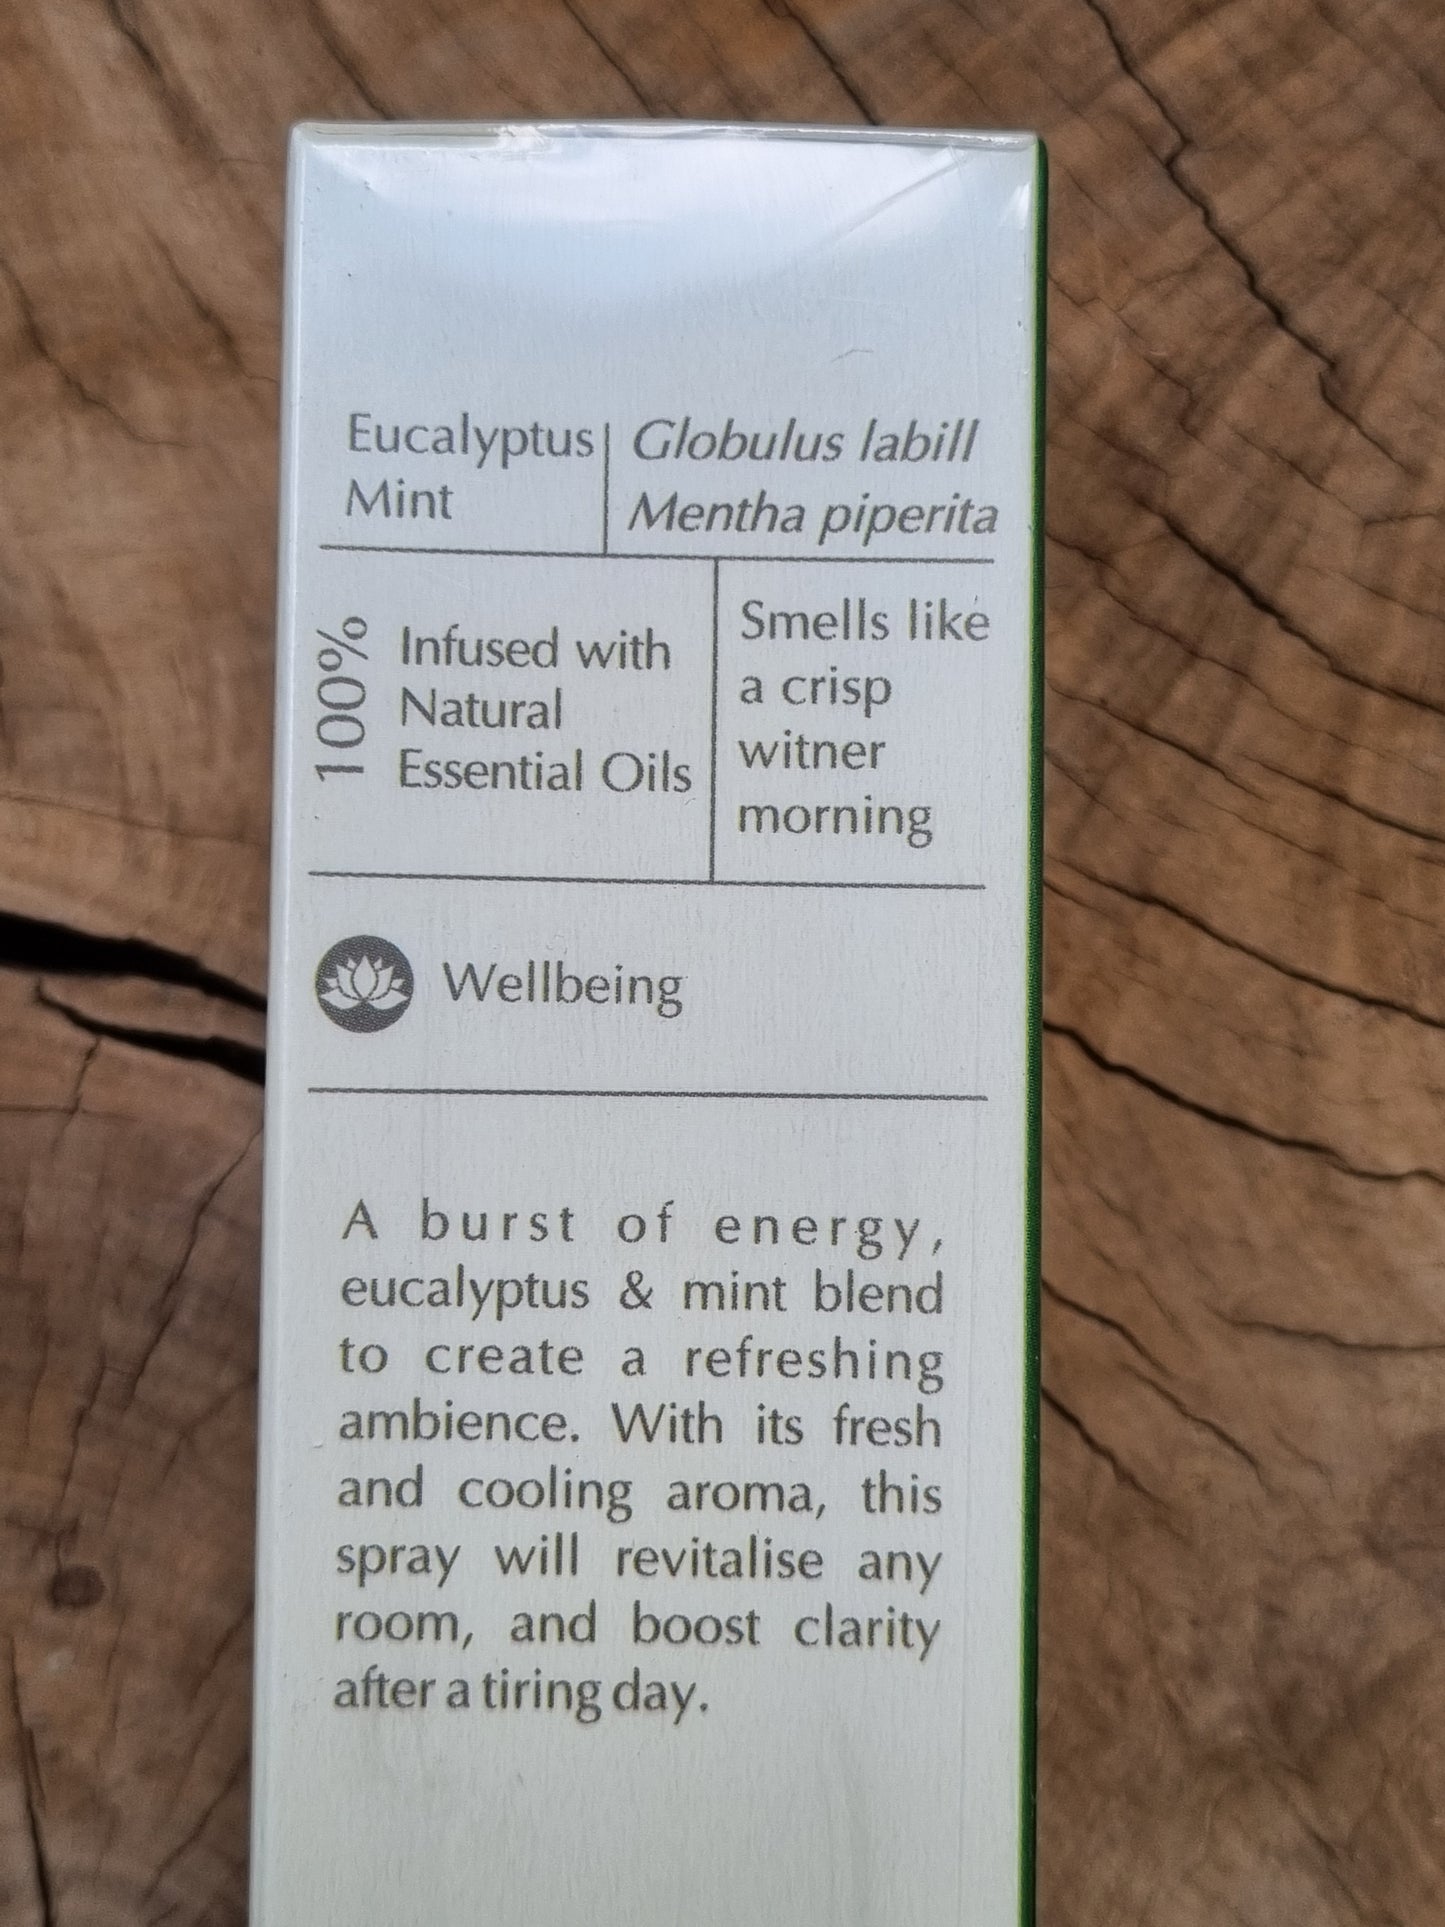 Eucalyptus
Mint
Globulus labill
Mentha piperita
100%
Infused with
Natural
Essential Oils
Smells like
a crisp
witner
morning
Wellbeing
A burst of energy,
eucalyptus & mint blend
to create a refreshing
ambience. With its fresh
and cooling aroma, this
spray will revitalise any
room, and boost clarity
after a tiring day.